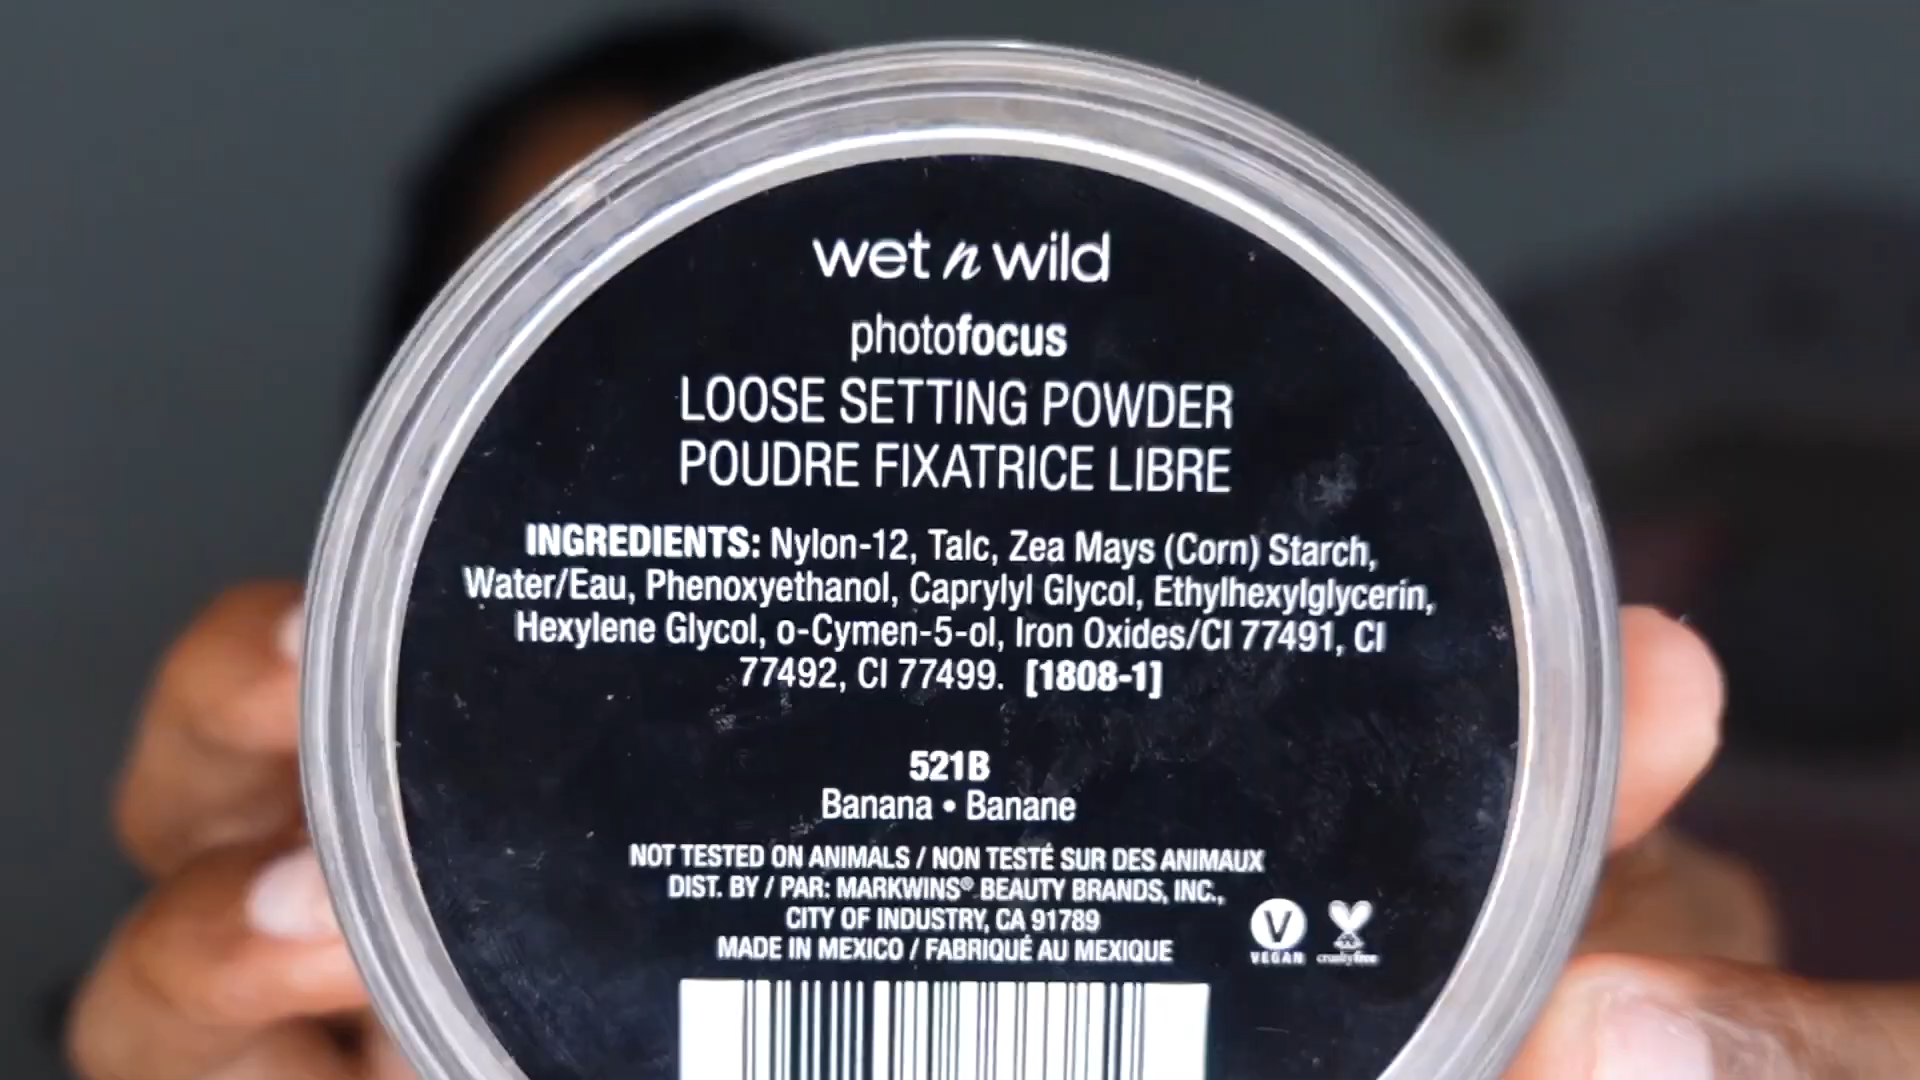 wet n wild
photofocus
LOOSE SETTING POWDER
POUDRE FIXATRICE LIBRE
INGREDIENTS: Nylon-12, Talc, Zea Mays (Corn) Starch,
Water/Eau, Phenoxyethanol, Caprylyl Glycol, Ethylhexylglycerin,
Hexylene Glycol, o-Cymen-5-ol, Iron Oxides/CI 77491, CI
77492, CI 77499. [1808-1]
521B
Banana • Banane
NOT TESTED ON ANIMALS / NON TESTÉ SUR DES ANIMAUX
DIST. BY / PAR: MARKWINS® BEAUTY BRANDS, INC.,
CITY OF INDUSTRY, CA 91789
MADE IN MEXICO / FABRIQUÉ AU MEXIQUE
V
VEGAN
crueltyfree